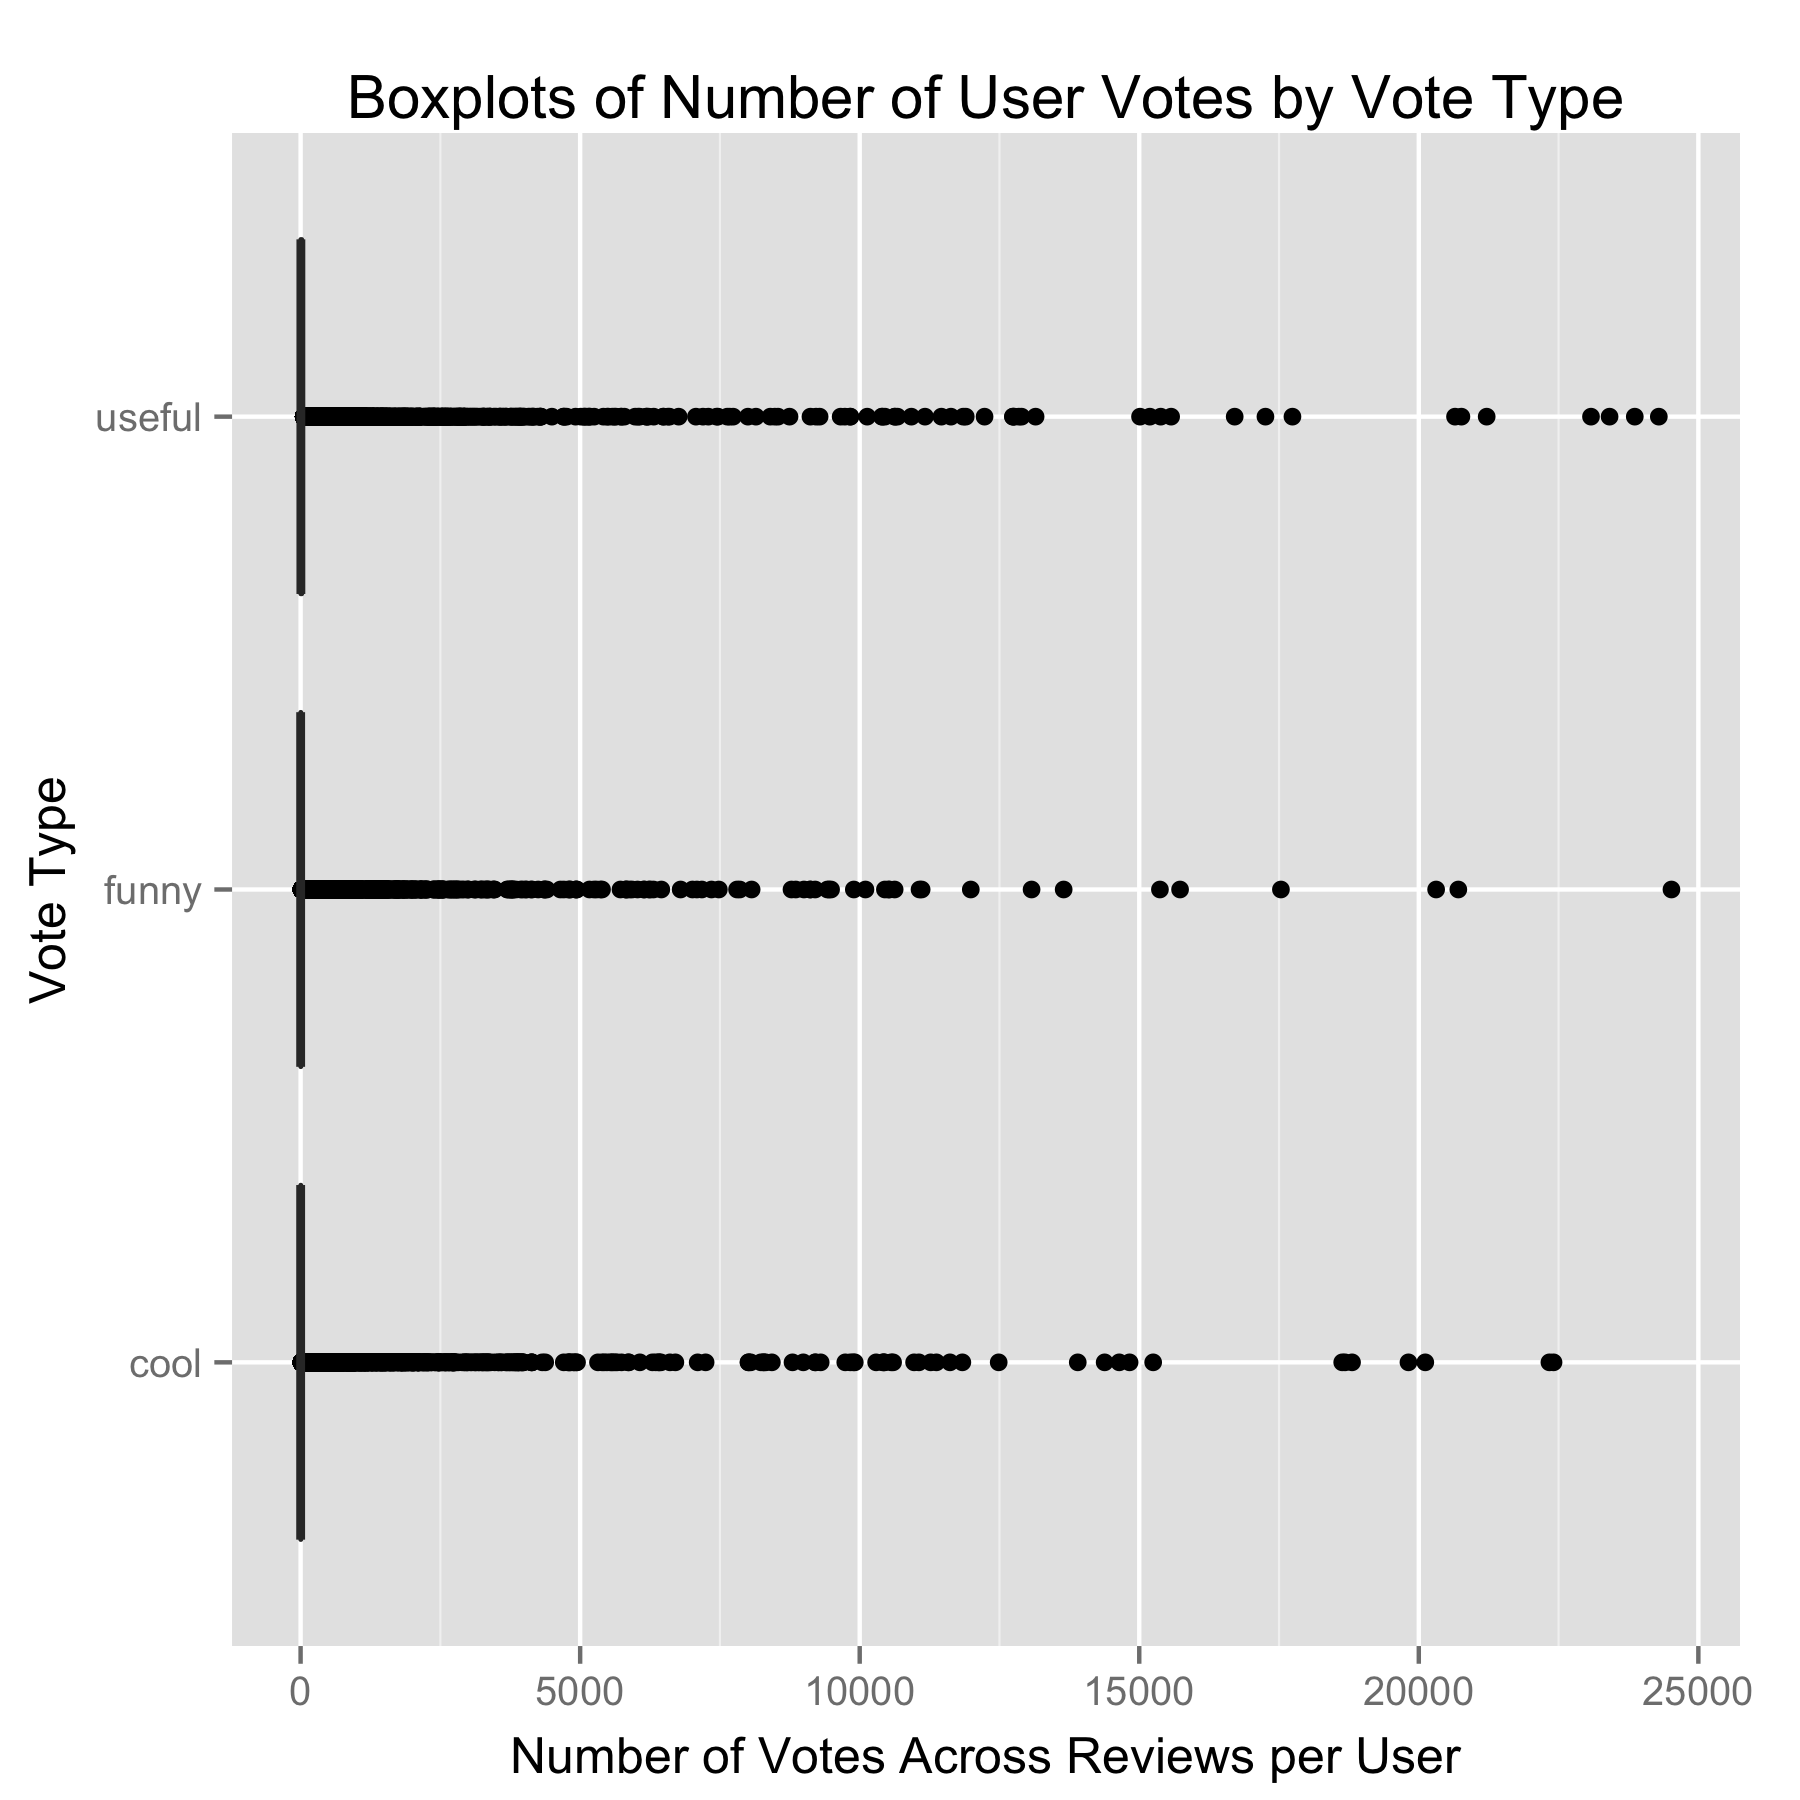 Boxplots of Number of User Votes by Vote Type
Vote Type
useful
funny
cool
0 5000 10000 15000 20000 25000
Number of Votes Across Reviews per User